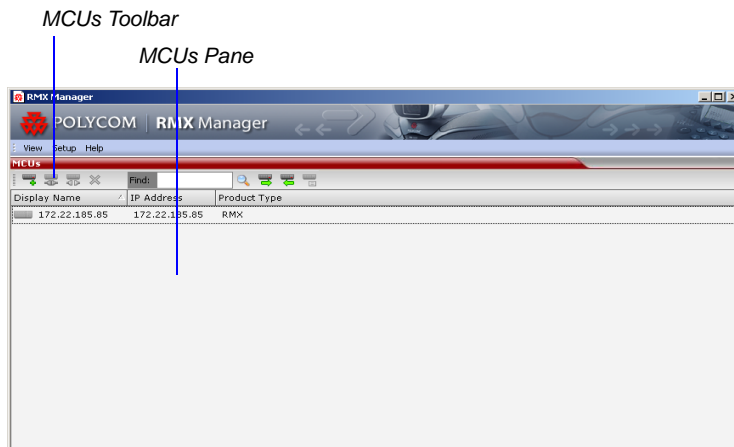 MCUs Toolbar
MCUs Pane
RMX Manager
POLYCOM | RMX Manager
View Setup Help
MCUs
Find:
Display Name IP Address Product Type
172.22.185.85 172.22.185.85 RMX